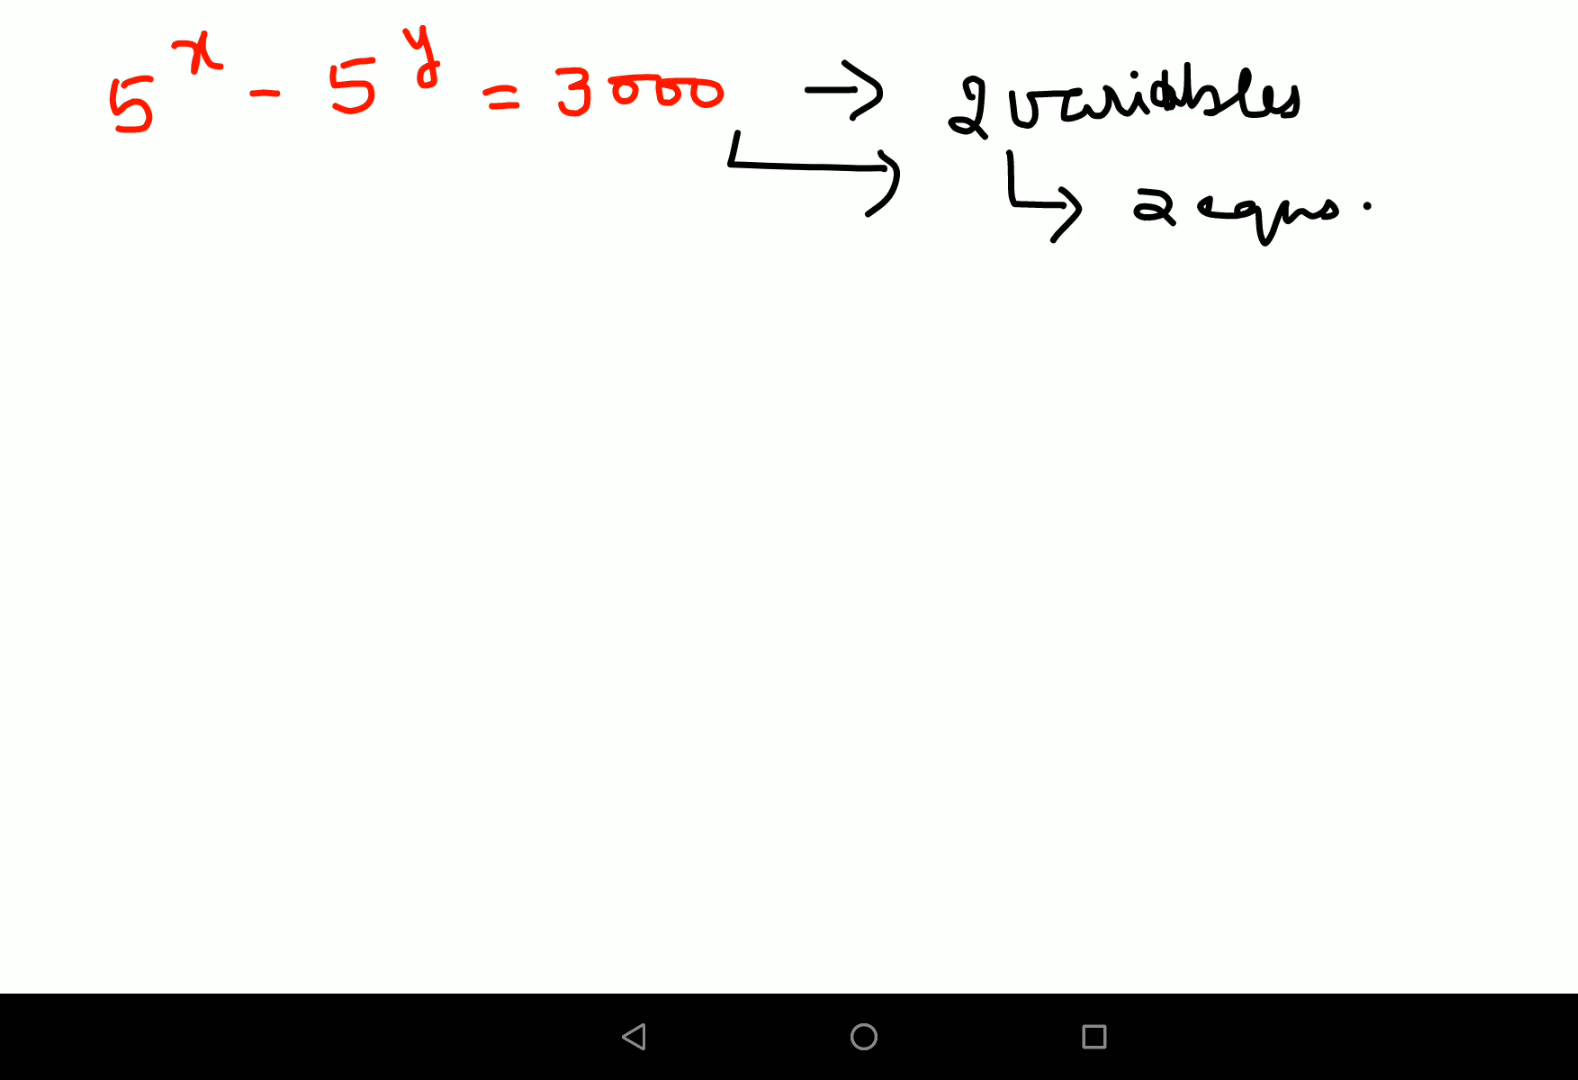 5^x - 5^y = 3000 → 2 variables
→ → 2 eqns.